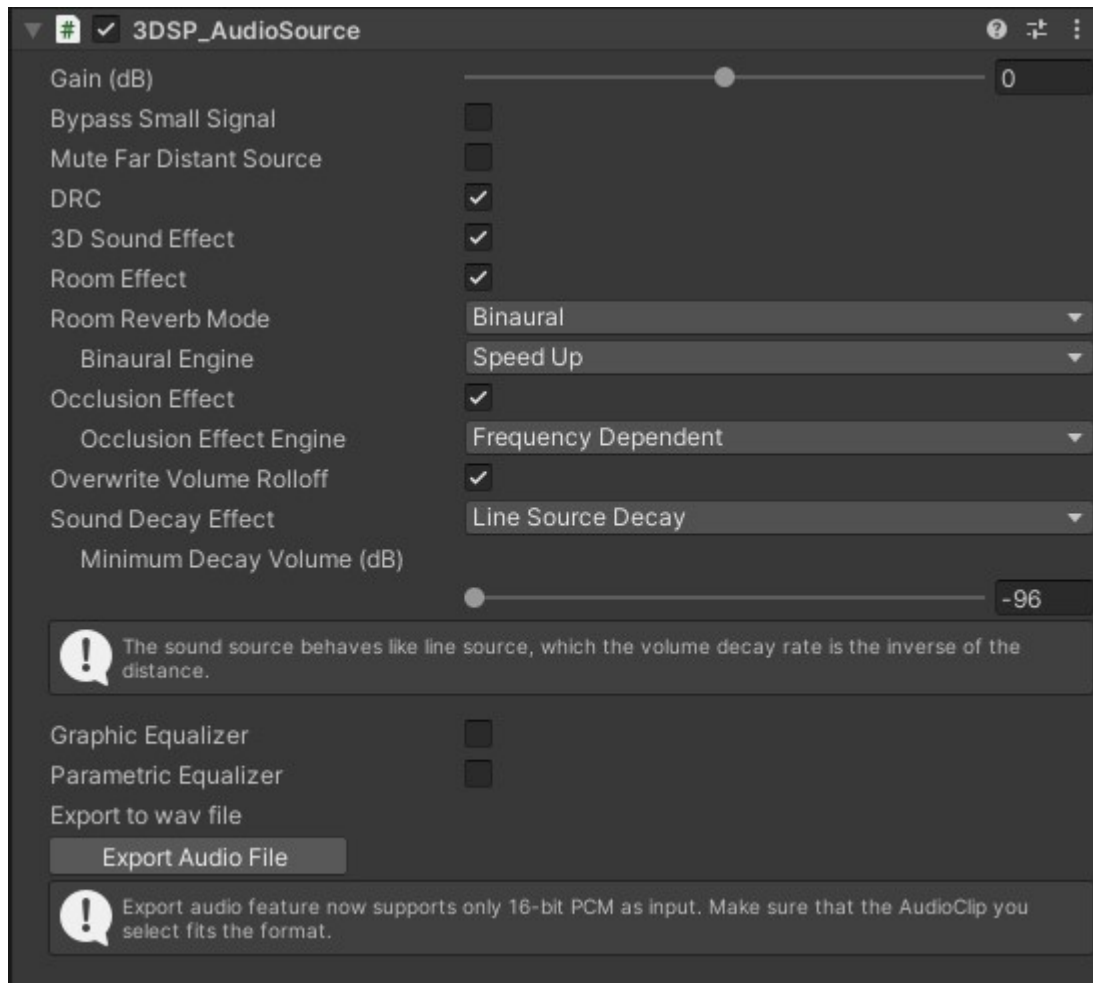 # 3DSP_AudioSource
Gain (dB) 0
Bypass Small Signal
Mute Far Distant Source
DRC
3D Sound Effect
Room Effect
Room Reverb Mode Binaural
Binaural Engine Speed Up
Occlusion Effect
Occlusion Effect Engine Frequency Dependent
Overwrite Volume Rolloff
Sound Decay Effect Line Source Decay
Minimum Decay Volume (dB)
-96
The sound source behaves like line source, which the volume decay rate is the inverse of the
distance.
Graphic Equalizer
Parametric Equalizer
Export to wav file
Export Audio File
Export audio feature now supports only 16-bit PCM as input. Make sure that the AudioClip you
select fits the format.